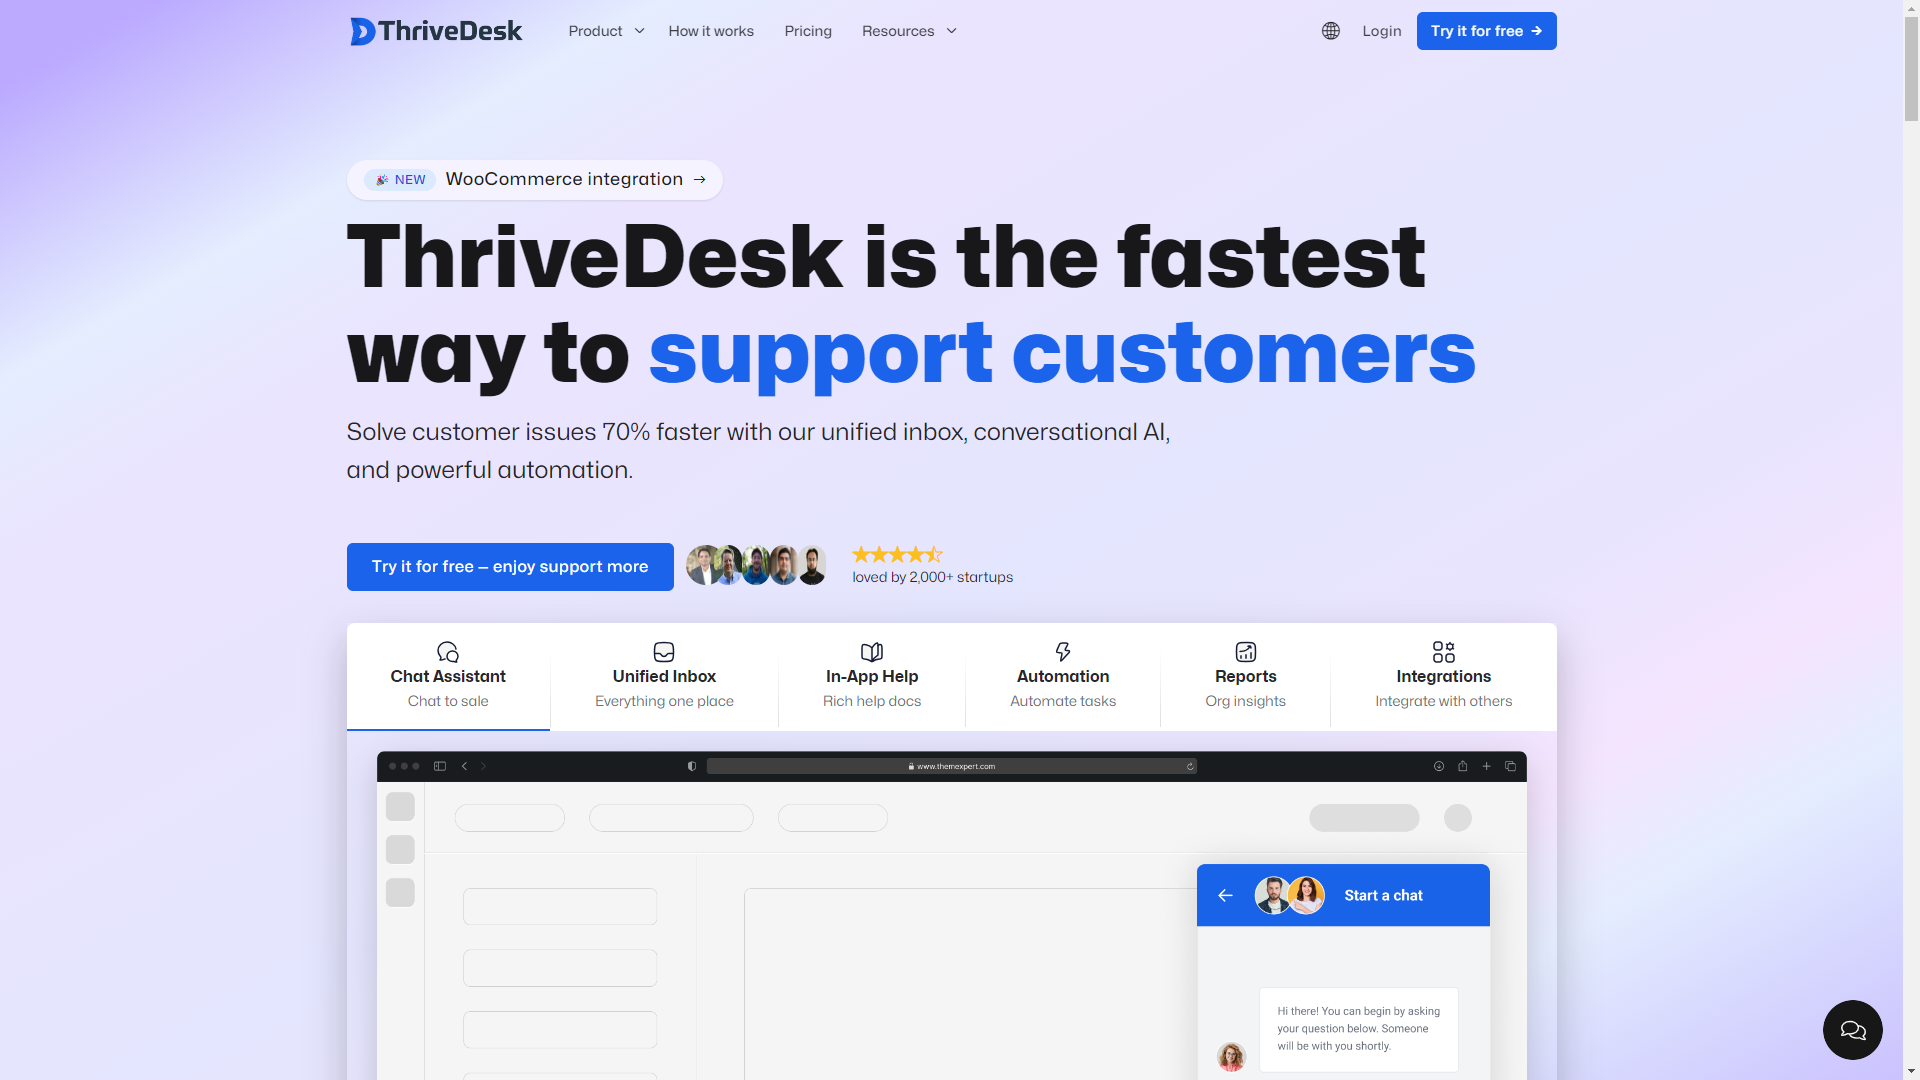 ThriveDesk
Product
How it works
Pricing
Resources
Login
Try it for free →
NEW WooCommerce integration →
ThriveDesk is the fastest
way to support customers
Solve customer issues 70% faster with our unified inbox, conversational AI,
and powerful automation.
Try it for free – enjoy support more
loved by 2,000+ startups
Chat Assistant
Chat to sale
Unified Inbox
Everything one place
In-App Help
Rich help docs
Automation
Automate tasks
Reports
Org insights
Integrations
Integrate with others
www.themexpert.com
Start a chat
Hi there! You can begin by asking
your question below. Someone
will be with you shortly.